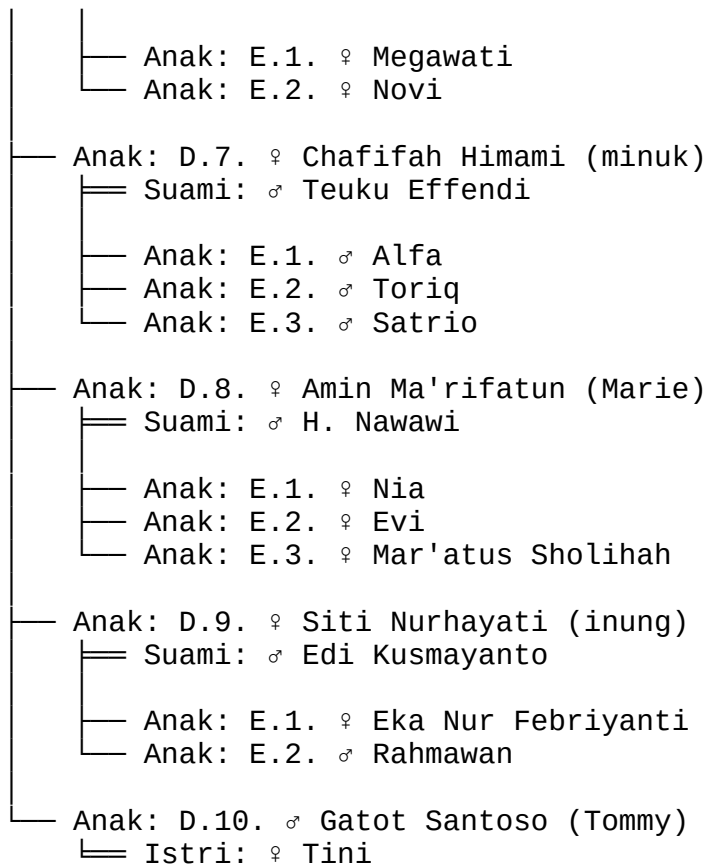 Anak: E.1. ♀ Megawati
Anak: E.2. ♀ Novi
Anak: D.7. ♀ Chafifah Himami (minuk)
Suami: ♂ Teuku Effendi
Anak: E.1. ♂ Alfa
Anak: E.2. ♂ Toriq
Anak: E.3. ♂ Satrio
Anak: D.8. ♀ Amin Ma'rifatun (Marie)
Suami: ♂ H. Nawawi
Anak: E.1. ♀ Nia
Anak: E.2. ♀ Evi
Anak: E.3. ♀ Mar'atus Sholihah
Anak: D.9. ♀ Siti Nurhayati (inung)
Suami: ♂ Edi Kusmayanto
Anak: E.1. ♀ Eka Nur Febriyanti
Anak: E.2. ♂ Rahmawan
Anak: D.10. ♂ Gatot Santoso (Tommy)
Istri: ♀ Tini